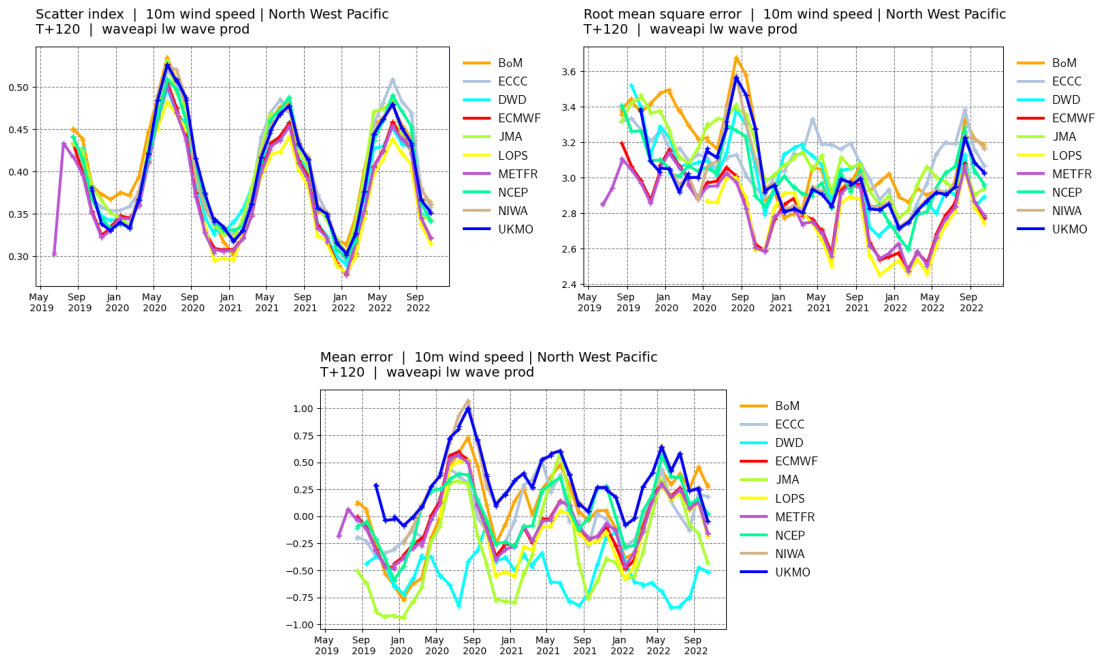 Scatter index | 10m wind speed | North West Pacific
T+120 | waveapi lw wave prod
0.50
0.45
0.40
0.35
0.30
May 2019
Sep 2019
Jan 2020
May 2020
Sep 2020
Jan 2021
May 2021
Sep 2021
Jan 2022
May 2022
Sep 2022
BoM
ECCC
DWD
ECMWF
JMA
LOPS
METFR
NCEP
NIWA
UKMO
Root mean square error | 10m wind speed | North West Pacific
T+120 | waveapi lw wave prod
3.6
3.4
3.2
3.0
2.8
2.6
2.4
May 2019
Sep 2019
Jan 2020
May 2020
Sep 2020
Jan 2021
May 2021
Sep 2021
Jan 2022
May 2022
Sep 2022
BoM
ECCC
DWD
ECMWF
JMA
LOPS
METFR
NCEP
NIWA
UKMO
Mean error | 10m wind speed | North West Pacific
T+120 | waveapi lw wave prod
1.00
0.75
0.50
0.25
0.00
−0.25
−0.50
−0.75
−1.00
May 2019
Sep 2019
Jan 2020
May 2020
Sep 2020
Jan 2021
May 2021
Sep 2021
Jan 2022
May 2022
Sep 2022
BoM
ECCC
DWD
ECMWF
JMA
LOPS
METFR
NCEP
NIWA
UKMO